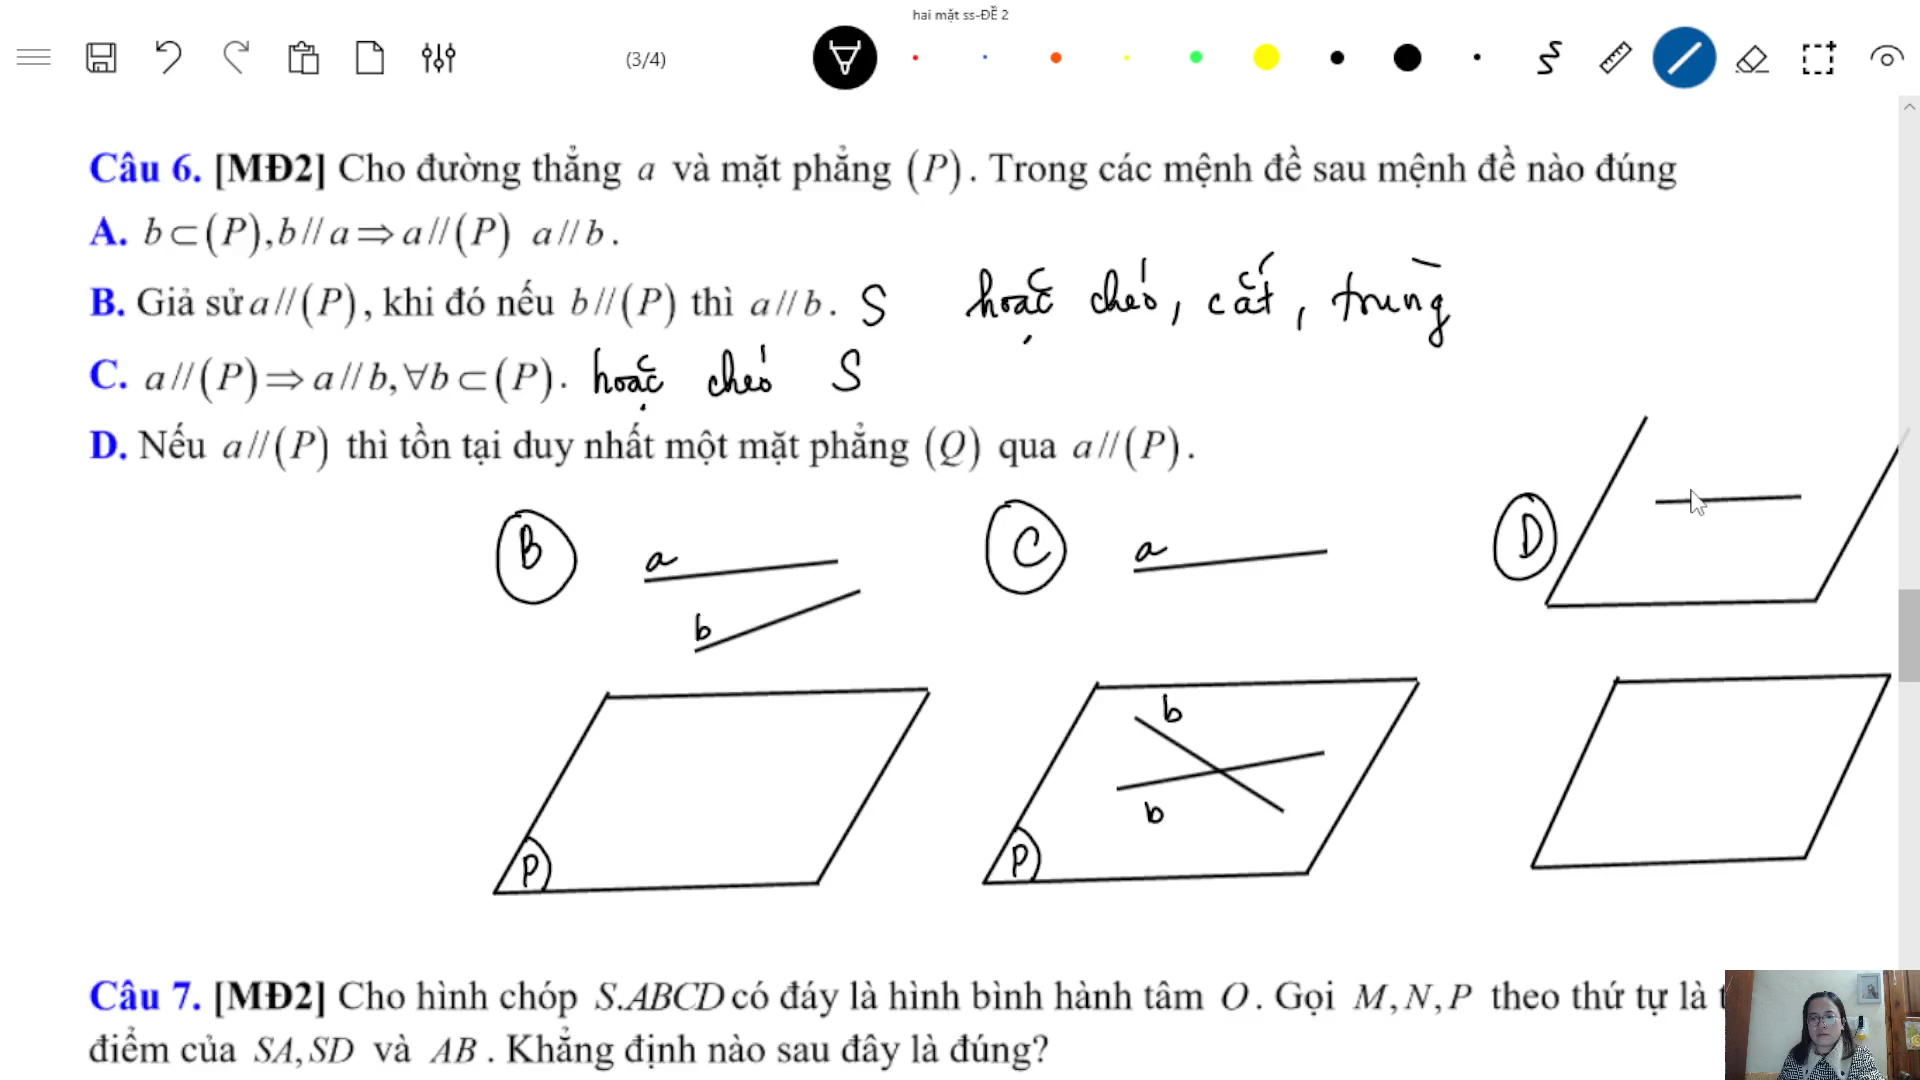 hai mặt ss-ĐỀ 2
(3/4)
Câu 6. [MĐ2] Cho đường thẳng a và mặt phẳng (P). Trong các mệnh đề sau mệnh đề nào đúng
A. b⊂(P),b//a⇒a//(P) a//b.
B. Giả sử a//(P), khi đó nếu b//(P) thì a//b. S hoặc chéo, cắt, trùng
C. a//(P)⇒a//b,∀b⊂(P). hoặc chéo S
D. Nếu a//(P) thì tồn tại duy nhất một mặt phẳng (Q) qua a//(P).
B a C a D
b
b
b
P P
Câu 7. [MĐ2] Cho hình chóp S.ABCD có đáy là hình bình hành tâm O. Gọi M,N,P theo thứ tự là
điểm của SA,SD và AB. Khẳng định nào sau đây là đúng?